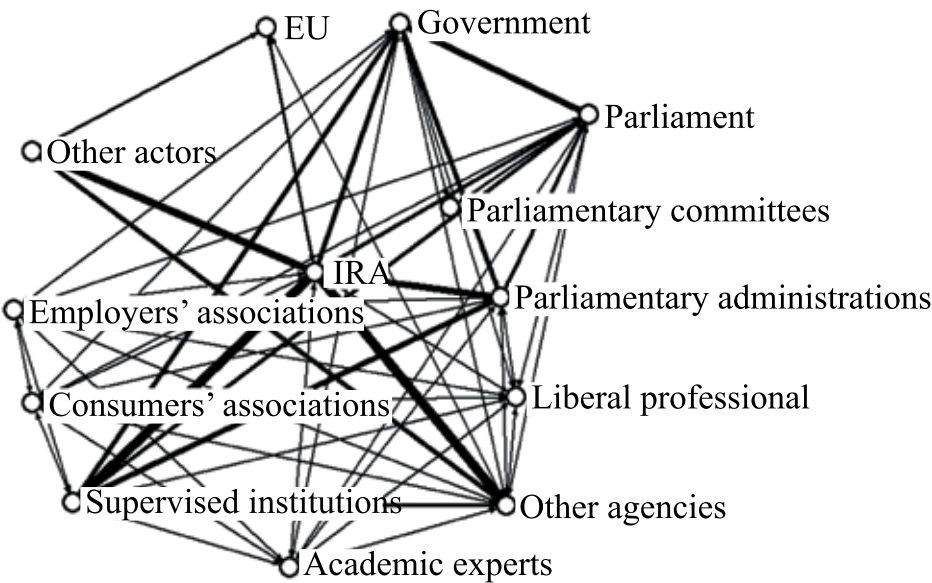 EU
Government
Parliament
Other actors
Parliamentary committees
IRA
Parliamentary administrations
Employers’ associations
Liberal professional
Consumers’ associations
Supervised institutions
Other agencies
Academic experts